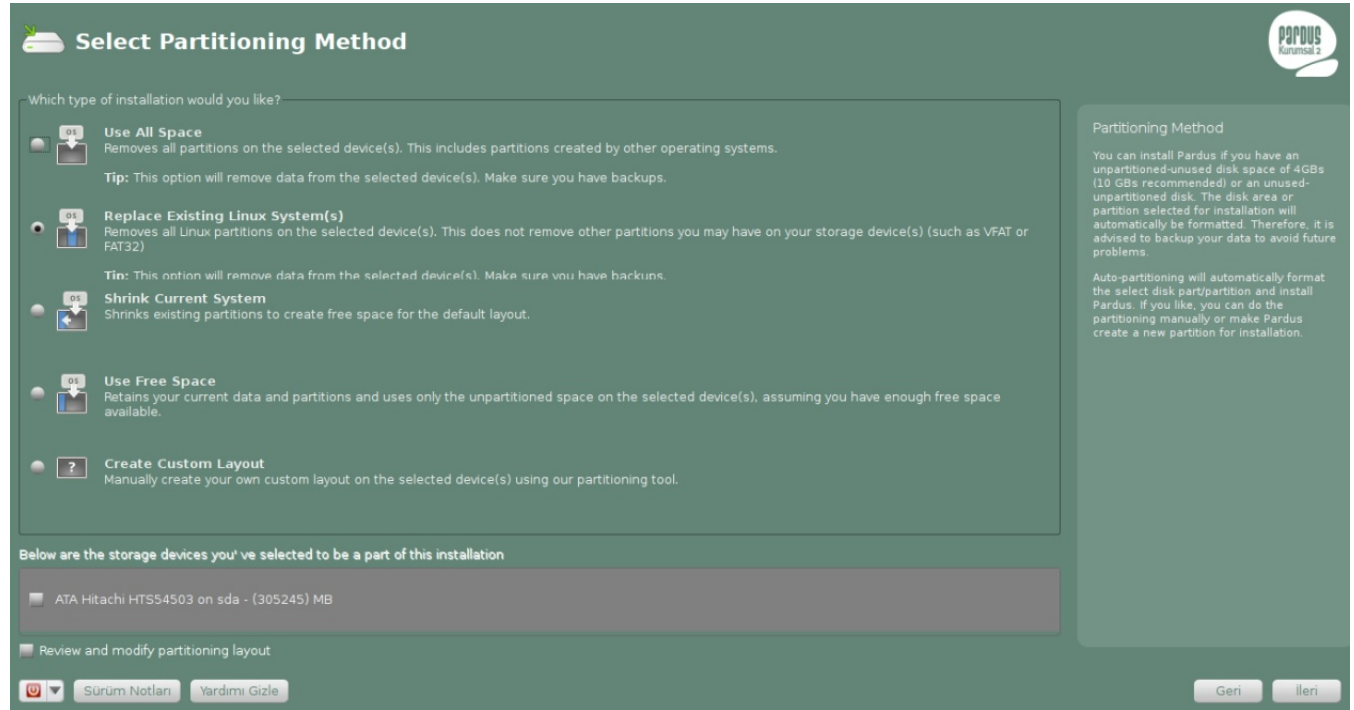 Select Partitioning Method
PARDUS
Kurumsal 2
Which type of installation would you like?
OS
Use All Space
Removes all partitions on the selected device(s). This includes partitions created by other operating systems.
Tip: This option will remove data from the selected device(s). Make sure you have backups.
OS
Replace Existing Linux System(s)
Removes all Linux partitions on the selected device(s). This does not remove other partitions you may have on your storage device(s) (such as VFAT or
FAT32)
Tip: This option will remove data from the selected device(s). Make sure you have backups.
OS
Shrink Current System
Shrinks existing partitions to create free space for the default layout.
OS
Use Free Space
Retains your current data and partitions and uses only the unpartitioned space on the selected device(s), assuming you have enough free space
available.
?
Create Custom Layout
Manually create your own custom layout on the selected device(s) using our partitioning tool.
Below are the storage devices you' ve selected to be a part of this installation
ATA Hitachi HTS54503 on sda - (305245) MB
Review and modify partitioning layout
Partitioning Method
You can install Pardus if you have an
unpartitioned-unused disk space of 4GBs
(10 GBs recommended) or an unused-
unpartitioned disk. The disk area or
partition selected for installation will
automatically be formatted. Therefore, it is
advised to backup your data to avoid future
problems.
Auto-partitioning will automatically format
the select disk part/partition and install
Pardus. If you like, you can do the
partitioning manually or make Pardus
create a new partition for installation.
Sürüm Notları
Yardımı Gizle
Geri
İleri